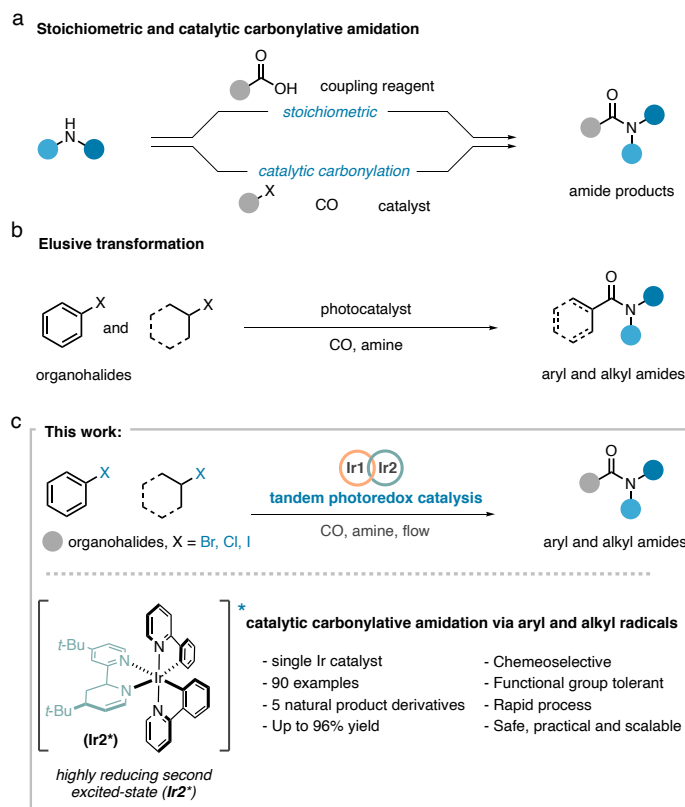 a
Stoichiometric and catalytic carbonylative amidation
O
OH
coupling reagent
stoichiometric
H
N
O
N
catalytic carbonylation
X
CO
catalyst
amide products
b
Elusive transformation
X
and
X
organohalides
photocatalyst
CO, amine
O
N
aryl and alkyl amides
c
This work:
X
X
organohalides, X = Br, Cl, I
Ir1 Ir2
tandem photoredox catalysis
CO, amine, flow
O
N
aryl and alkyl amides
t-Bu
N
N
Ir
N
N
t-Bu
(Ir2*)
*
highly reducing second
excited-state (Ir2*)
catalytic carbonylative amidation via aryl and alkyl radicals
- single Ir catalyst
- 90 examples
- 5 natural product derivatives
- Up to 96% yield
- Chemeoselective
- Functional group tolerant
- Rapid process
- Safe, practical and scalable